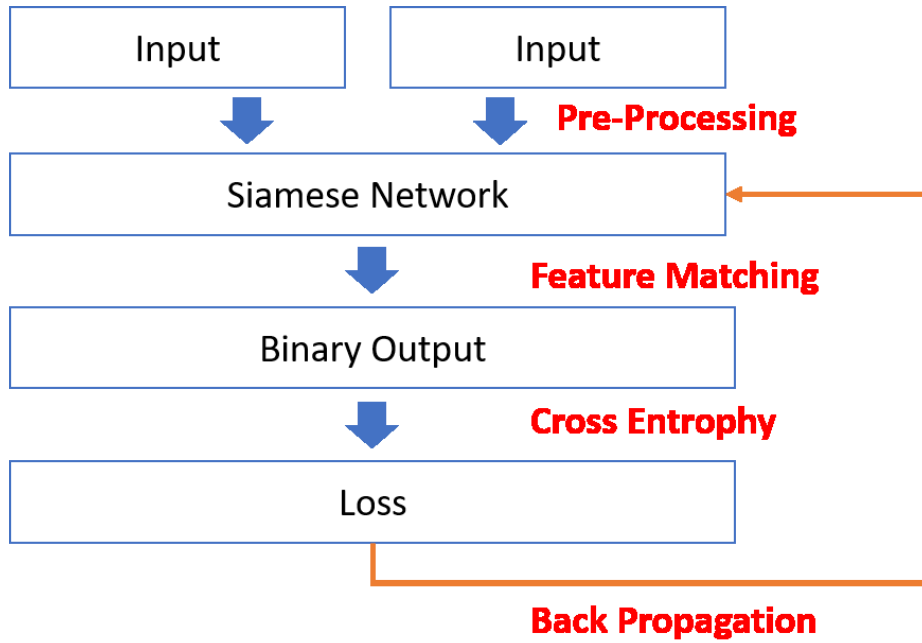 Input
Input
Pre-Processing
Siamese Network
Feature Matching
Binary Output
Cross Entrophy
Loss
Back Propagation